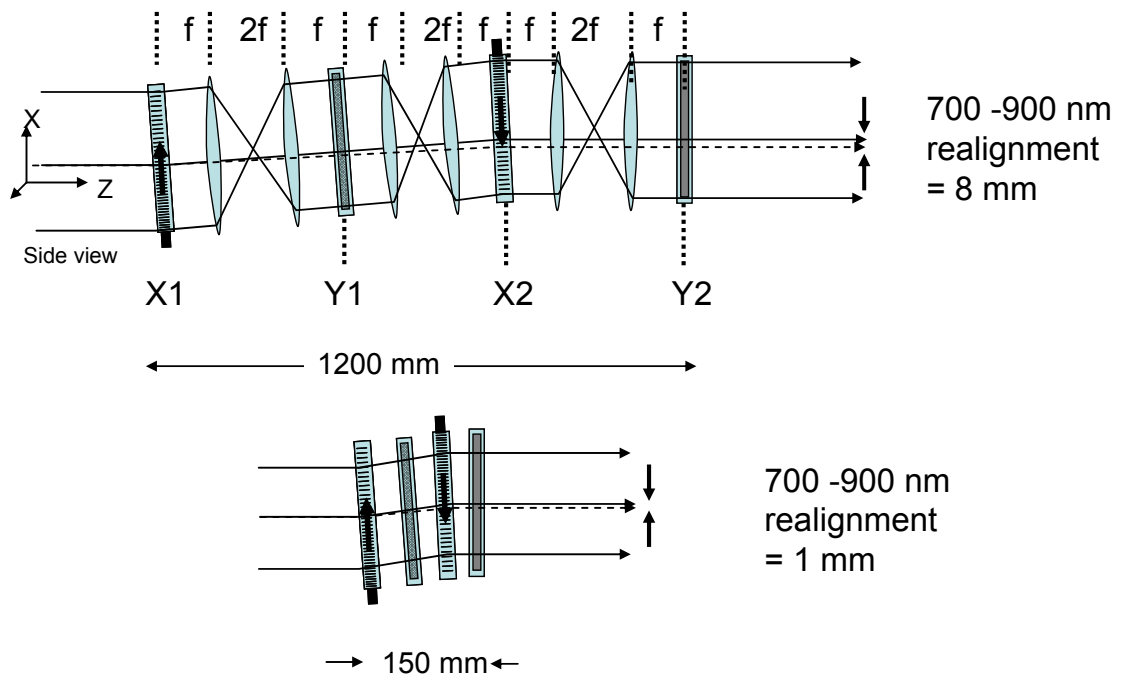 f 2f f f 2f f f 2f f
X
Z
Side view
X1 Y1 X2 Y2
700 -900 nm
realignment
= 8 mm
1200 mm
700 -900 nm
realignment
= 1 mm
150 mm